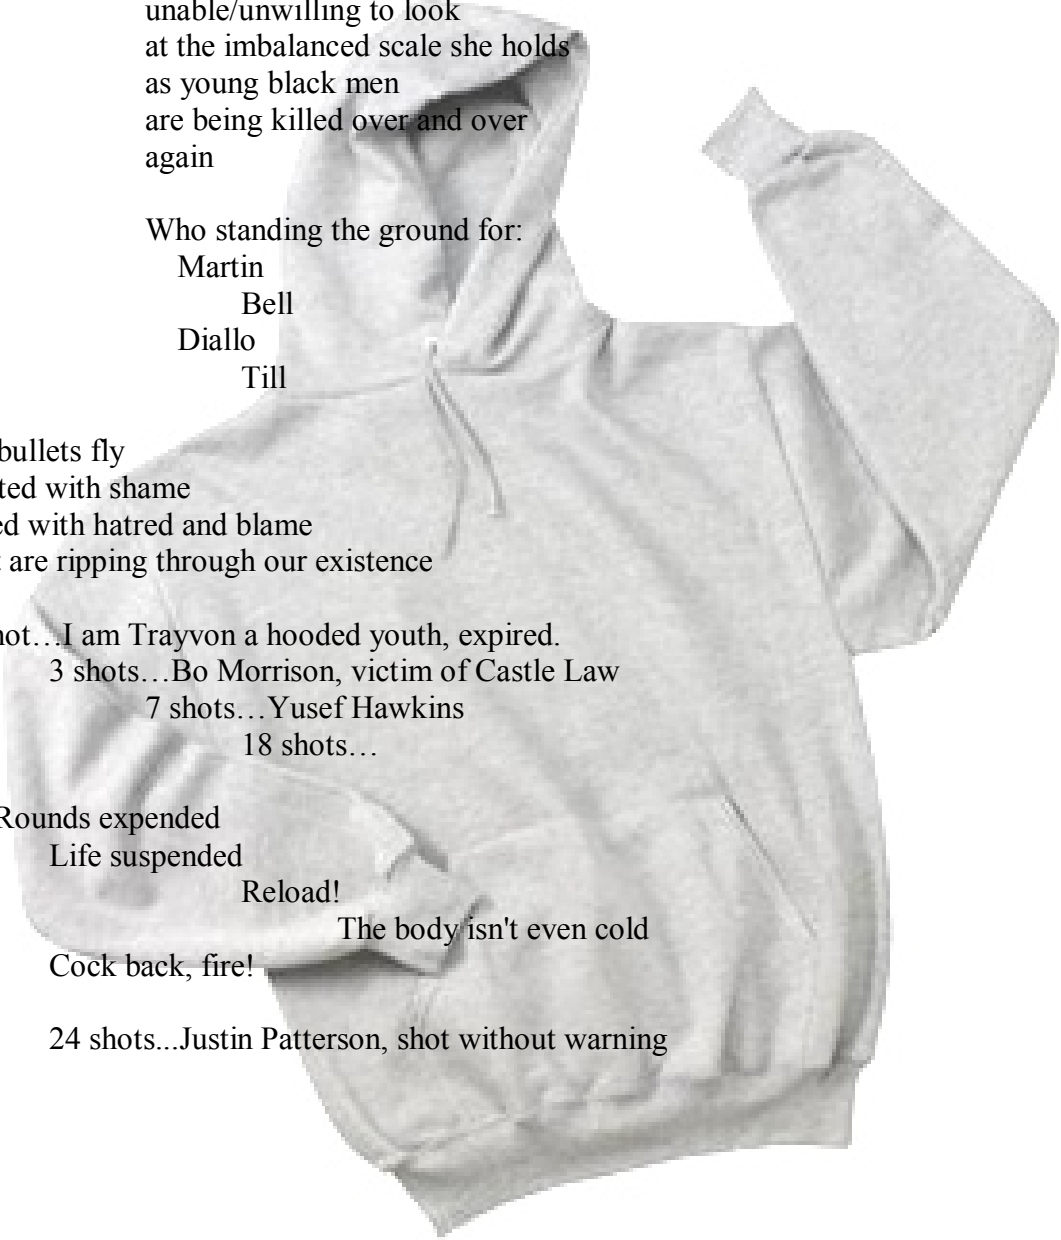 unable/unwilling to look
at the imbalanced scale she holds
as young black men
are being killed over and over
again
Who standing the ground for:
Martin
Bell
Diallo
Till
bullets fly
with shame
with hatred and blame
are ripping through our existence
…I am Trayvon a hooded youth, expired.
3 shots…Bo Morrison, victim of Castle Law
7 shots…Yusef Hawkins
18 shots…
Rounds expended
Life suspended
Reload!
The body isn't even cold
Cock back, fire!
24 shots...Justin Patterson, shot without warning